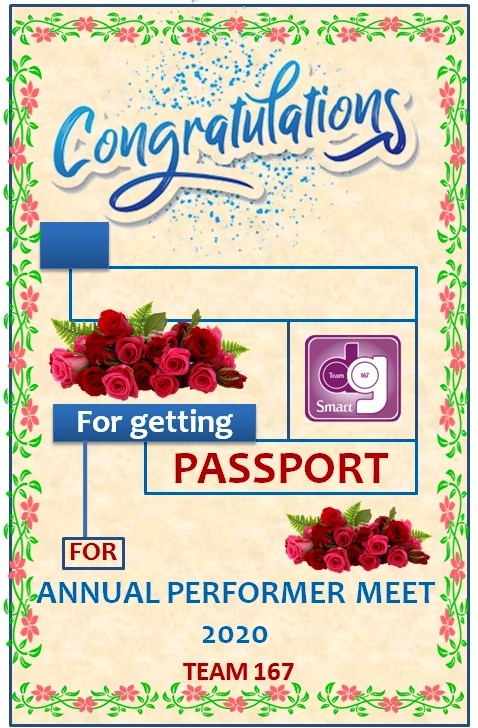 Congratulations
Team 167
Smart
For getting
PASSPORT
FOR
ANNUAL PERFORMER MEET
2020
TEAM 167